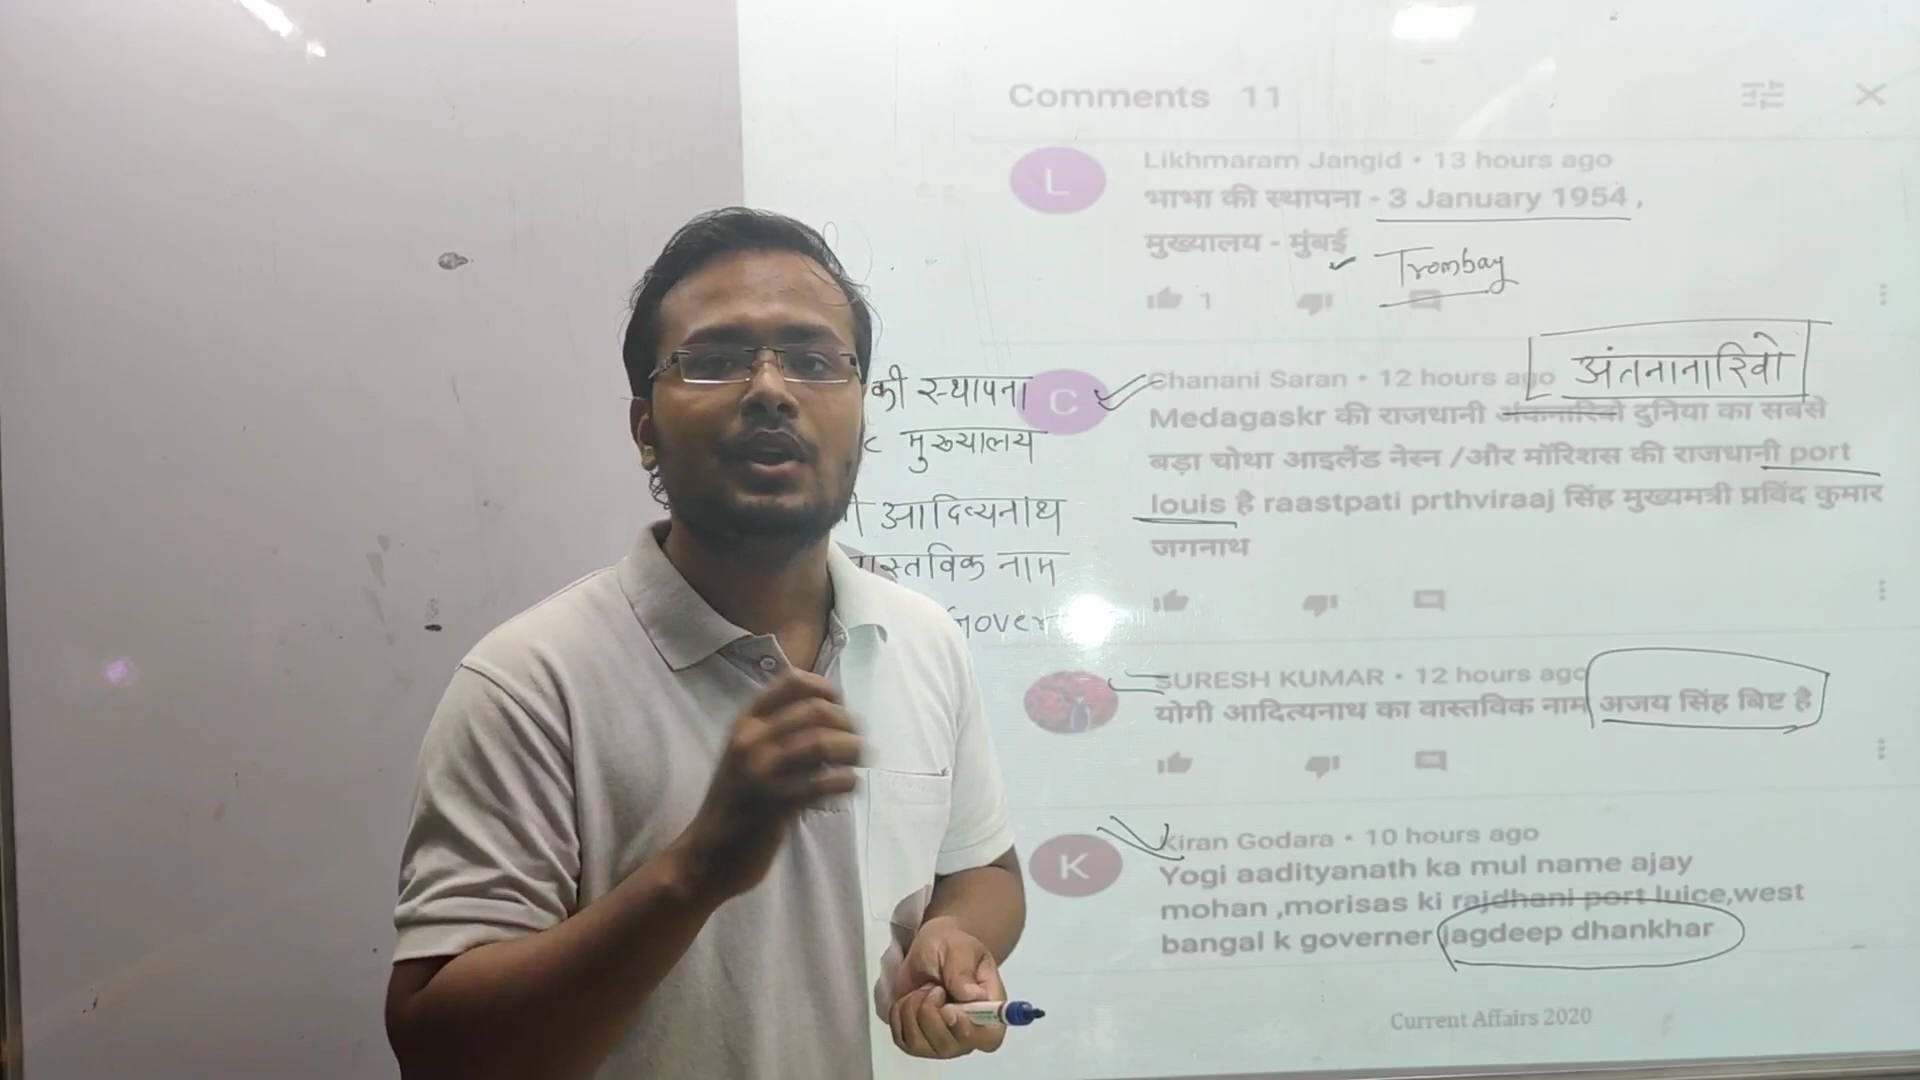 Comments 11
Likhmaram Jangid • 13 hours ago
भाभा की स्थापना - 3 January 1954 ,
मुख्यालय - मुंबई
Trombay
1
की स्थापना
मुख्यालय
आदित्यनाथ
वास्तविक नाम
Gover
Chanani Saran • 12 hours ago
अंतनानारिवो
Medagaskr की राजधानी अंकनारिवो दुनिया का सबसे
बड़ा चोथा आइलैंड नेस्न /और मॉरिशस की राजधानी port
louis है raastpati prthviraaj सिंह मुख्यमत्री प्रविंद कुमार
जगनाथ
SURESH KUMAR • 12 hours ago
योगी आदित्यनाथ का वास्तविक नाम अजय सिंह बिष्ट है
Kiran Godara • 10 hours ago
Yogi aadityanath ka mul name ajay
mohan ,morisas ki rajdhani port luice,west
bangal k governer jagdeep dhankhar
L
C
K
Current Affairs 2020